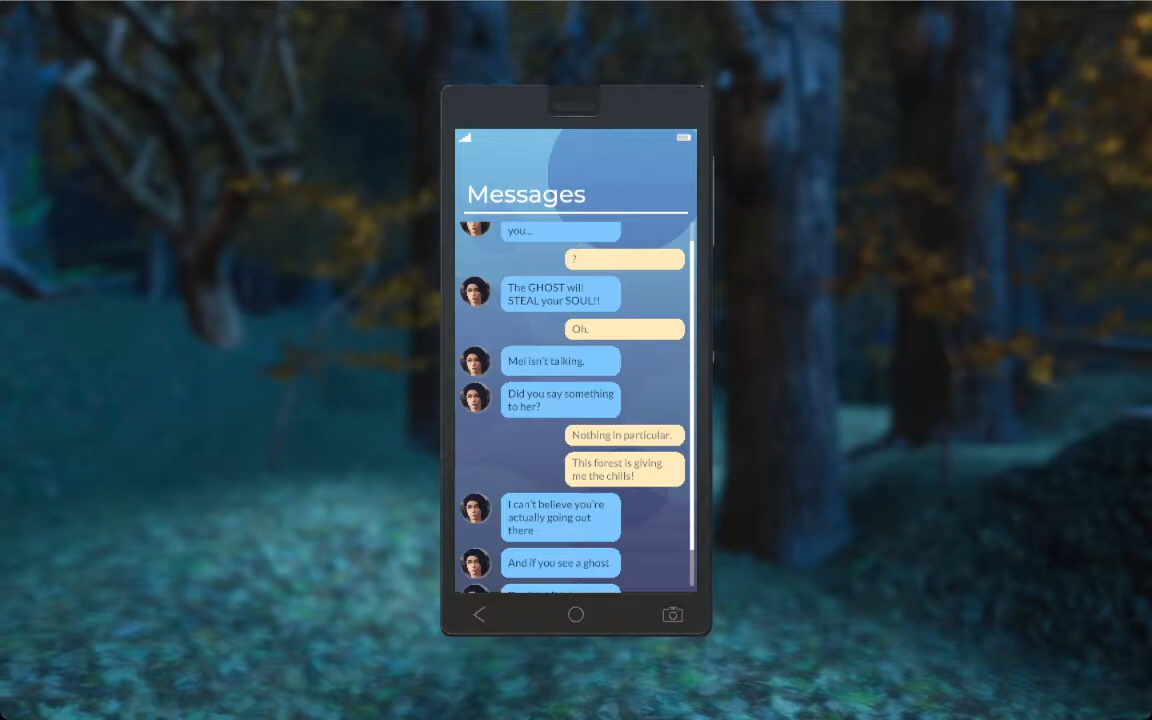 Messages
you...
?
The GHOST will
STEAL your SOUL!!
Oh.
Mel isn't talking.
Did you say something
to her?
Nothing in particular.
This forest is giving
me the chills!
I can't believe you're
actually going out
there
And if you see a ghost